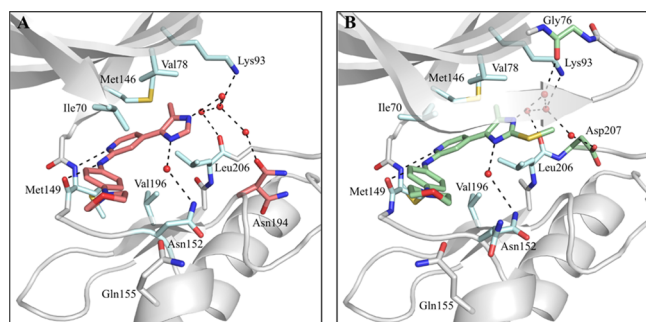 A
Lys93
Val78
Met146
Ile70
Leu206
Met149
Val196
Asn194
Asn152
Gln155
B
Gly76
Lys93
Val78
Met146
Ile70
Asp207
Leu206
Met149
Val196
Asn152
Gln155